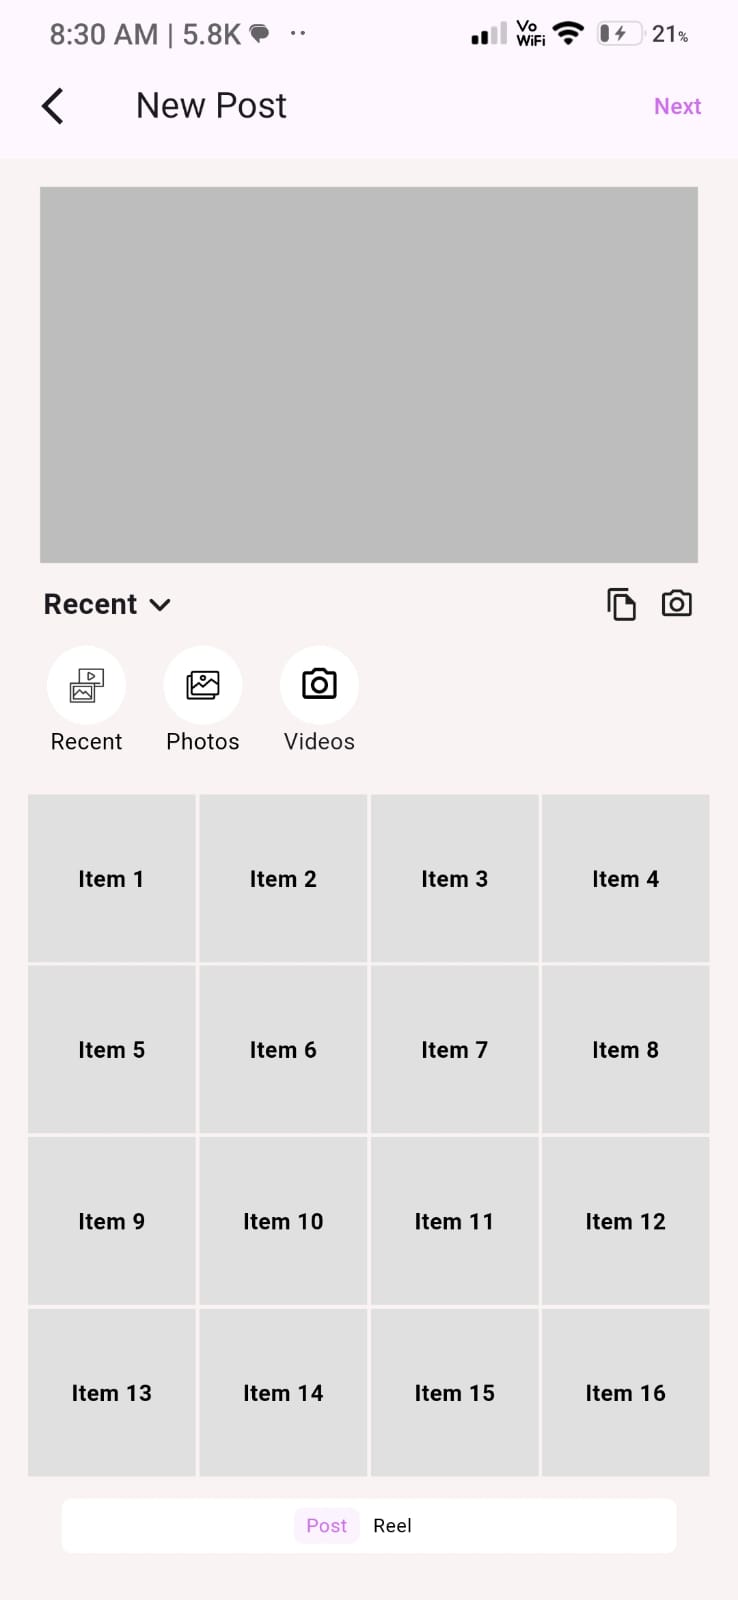 8:30 AM | 5.8K
Vo
WiFi
21%
New Post
Next
Recent
Recent
Photos
Videos
Item 1
Item 2
Item 3
Item 4
Item 5
Item 6
Item 7
Item 8
Item 9
Item 10
Item 11
Item 12
Item 13
Item 14
Item 15
Item 16
Post
Reel